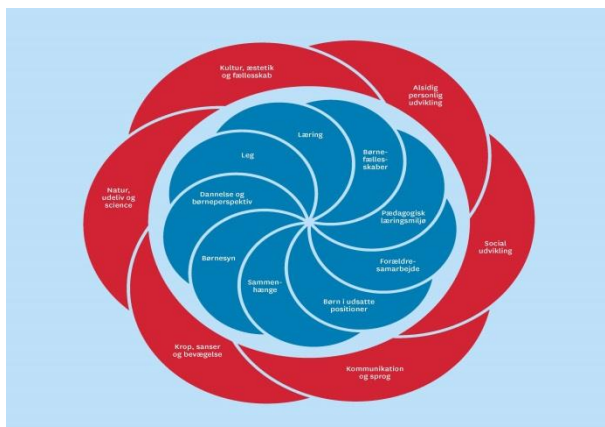 Kultur, æstetik
og fællesskab
Alsidig
personlig
udvikling
Læring
Børne-
fælles-
skaber
Leg
Natur,
udeliv og
science
Dannelse og
børneperspektiv
Pædagogisk
læringsmiljø
Social
udvikling
Børnesyn
Forældre-
samarbejde
Sammen-
hænge
Børn i udsatte
positioner
Krop, sanser
og bevægelse
Kommunikation
og sprog